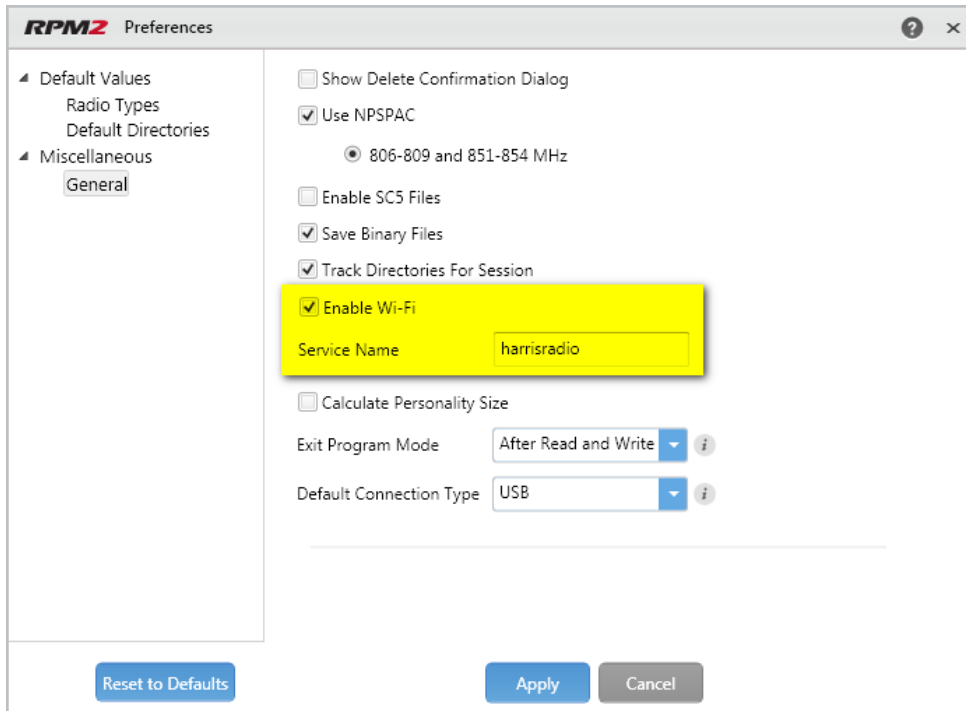 RPM2 Preferences
Default Values
Radio Types
Default Directories
Miscellaneous
General
Show Delete Confirmation Dialog
Use NPSPAC
806-809 and 851-854 MHz
Enable SC5 Files
Save Binary Files
Track Directories For Session
Enable Wi-Fi
Service Name harrisradio
Calculate Personality Size
Exit Program Mode After Read and Write
Default Connection Type USB
Reset to Defaults Apply Cancel